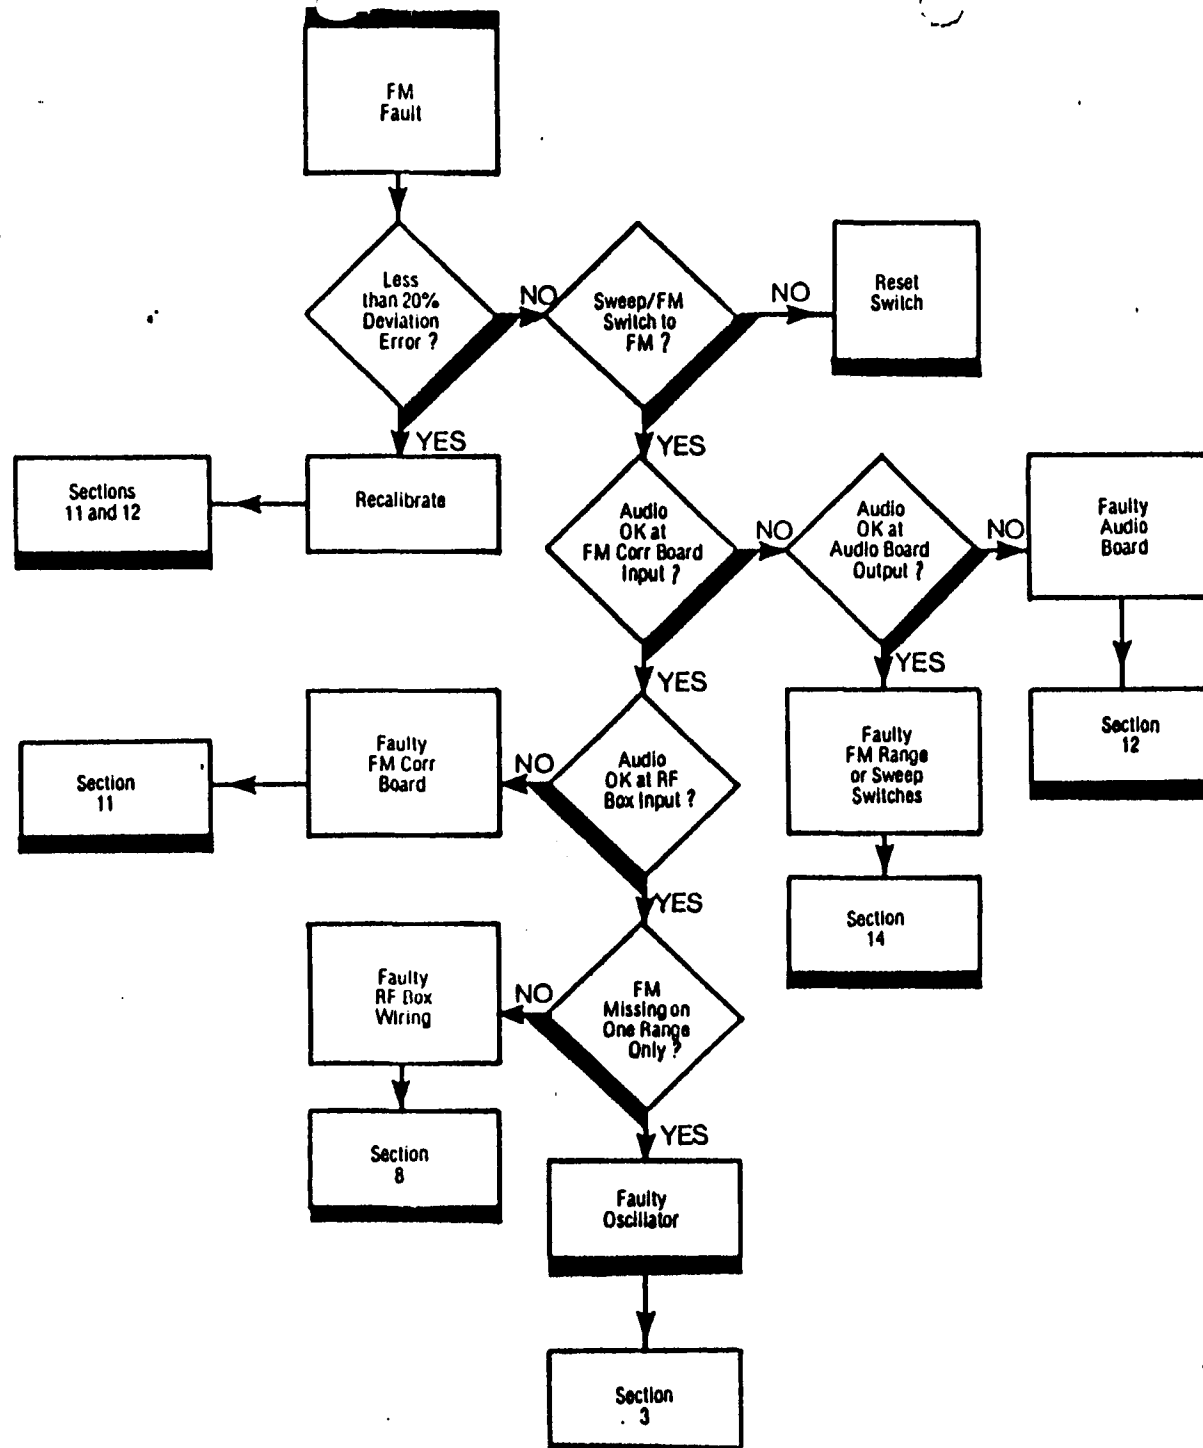 FM
Fault
Less
than 20%
Deviation
Error ?
NO
Sweep/FM
Switch to
FM ?
NO
Reset
Switch
YES
Recalibrate
Sections
11 and 12
YES
Audio
OK at
FM Corr Board
Input ?
NO
Audio
OK at
Audio Board
Output ?
NO
Faulty
Audio
Board
Section
12
YES
Faulty
FM Range
or Sweep
Switches
Section
14
YES
Audio
OK at RF
Box Input ?
NO
Faulty
FM Corr
Board
Section
11
YES
FM
Missing on
One Range
Only ?
NO
Faulty
RF Box
Wiring
Section
8
YES
Faulty
Oscillator
Section
3